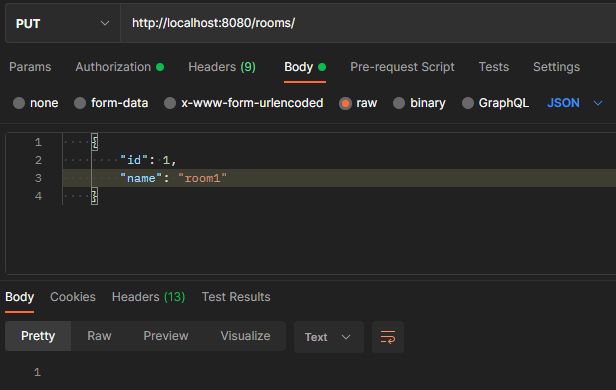 PUT http://localhost:8080/rooms/
Params Authorization Headers (9) Body Pre-request Script Tests Settings
none form-data x-www-form-urlencoded raw binary GraphQL JSON
1 {
2 "id": 1,
3 "name": "room1"
4 }
Body Cookies Headers (13) Test Results
Pretty Raw Preview Visualize Text
1